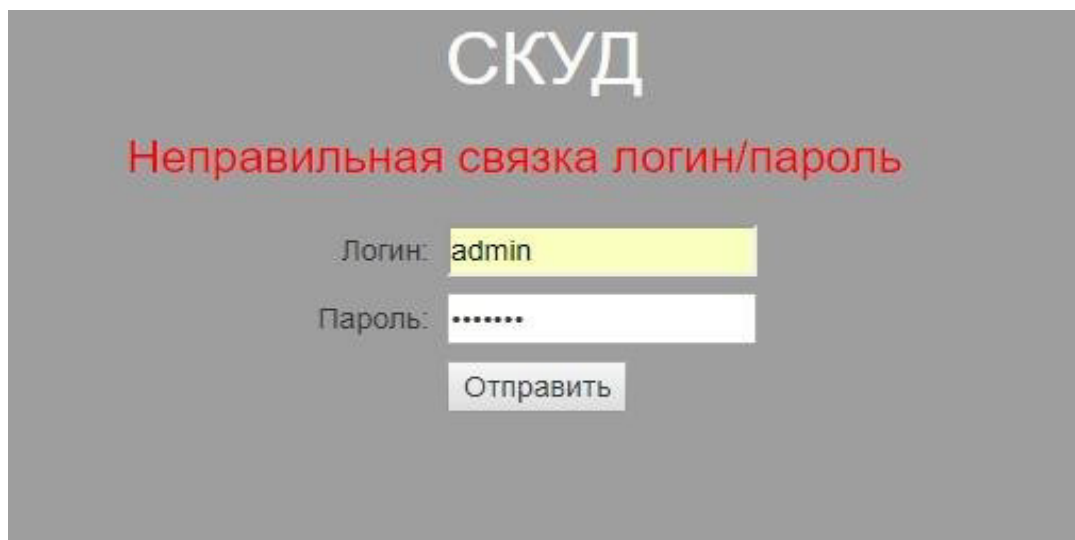 СКУД
Неправильная связка логин/пароль
Логин: admin
Пароль: •••••••
Отправить